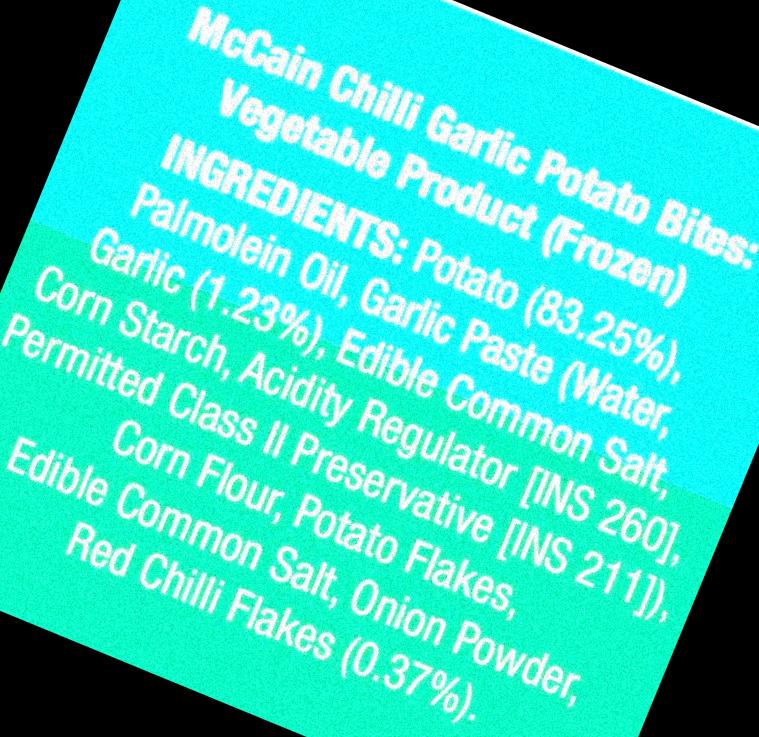 McCain Chilli Garlic Potato Bites:
Vegetable Product (Frozen)
INGREDIENTS: Potato (83.25%),
Palmolein Oil, Garlic Paste (Water,
Garlic (1.23%), Edible Common Salt,
Corn Starch, Acidity Regulator [INS 260],
Permitted Class II Preservative [INS 211]),
Corn Flour, Potato Flakes,
Edible Common Salt, Onion Powder,
Red Chilli Flakes (0.37%).